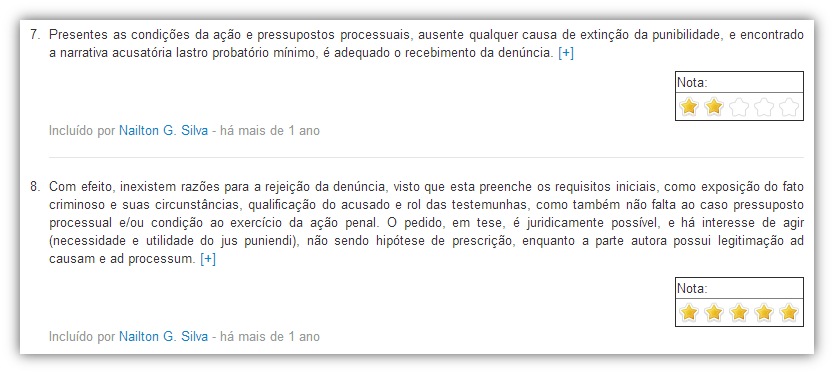 7. Presentes as condições da ação e pressupostos processuais, ausente qualquer causa de extinção da punibilidade, e encontrado
a narrativa acusatória lastro probatório mínimo, é adequado o recebimento da denúncia. [+]
Nota:
Incluído por Nailton G. Silva - há mais de 1 ano
8. Com efeito, inexistem razões para a rejeição da denúncia, visto que esta preenche os requisitos iniciais, como exposição do fato
criminoso e suas circunstâncias, qualificação do acusado e rol das testemunhas, como também não falta ao caso pressuposto
processual e/ou condição ao exercício da ação penal. O pedido, em tese, é juridicamente possível, e há interesse de agir
(necessidade e utilidade do jus puniendi), não sendo hipótese de prescrição, enquanto a parte autora possui legitimação ad
causam e ad processum. [+]
Nota:
Incluído por Nailton G. Silva - há mais de 1 ano